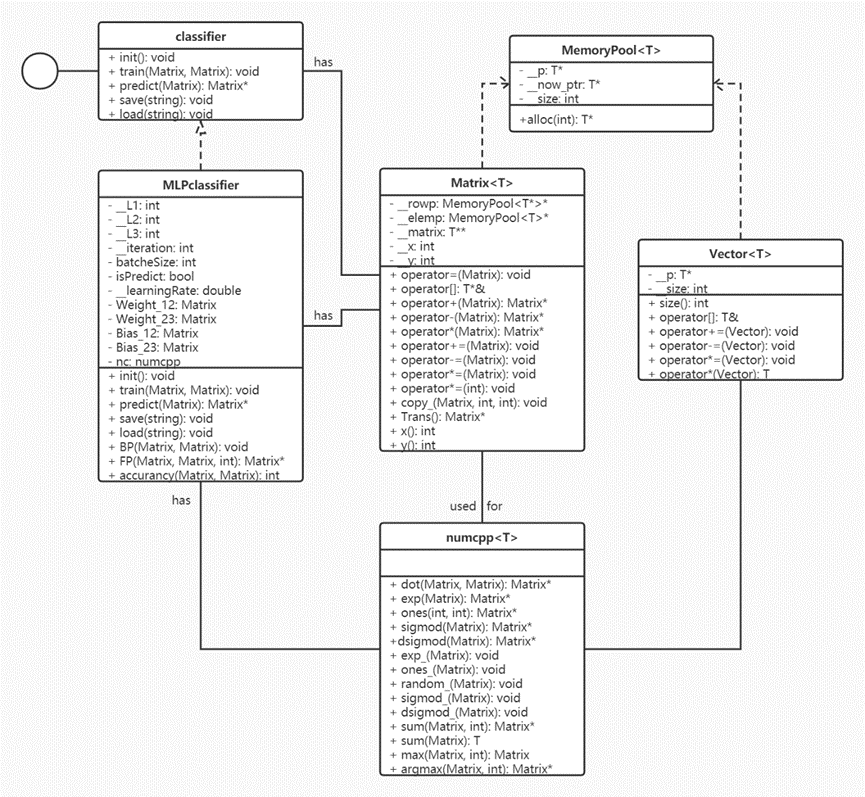 classifier
+ init(): void
+ train(Matrix, Matrix): void
+ predict(Matrix): Matrix*
+ save(string): void
+ load(string): void
has
MemoryPool<T>
- __p: T*
- __now_ptr: T*
- __size: int
+alloc(int): T*
MLPclassifier
- __L1: int
- __L2: int
- __L3: int
- __iteration: int
- batcheSize: int
- isPredict: bool
- __learningRate: double
- Weight_12: Matrix
- Weight_23: Matrix
- Bias_12: Matrix
- Bias_23: Matrix
- nc: numcpp
+ init(): void
+ train(Matrix, Matrix): void
+ predict(Matrix): Matrix*
+ save(string): void
+ load(string): void
+ BP(Matrix, Matrix): void
+ FP(Matrix, Matrix, int): Matrix*
+ accurancy(Matrix, Matrix): int
has
has
Matrix<T>
- __rowp: MemoryPool<T*>*
- __elemp: MemoryPool<T>*
- __matrix: T**
- __x: int
- __y: int
+ operator=(Matrix): void
+ operator[]: T*&
+ operator+(Matrix): Matrix*
+ operator-(Matrix): Matrix*
+ operator*(Matrix): Matrix*
+ operator+=(Matrix): void
+ operator-=(Matrix): void
+ operator*=(Matrix): void
+ operator*=(int): void
+ copy_(Matrix, int, int): void
+ Trans(): Matrix*
+ x(): int
+ y(): int
Vector<T>
- __p: T*
- __size: int
+ size(): int
+ operator[]: T&
+ operator+=(Vector): void
+ operator-=(Vector): void
+ operator*=(Vector): void
+ operator*(Vector): T
used for
numcpp<T>
+ dot(Matrix, Matrix): Matrix*
+ exp(Matrix): Matrix*
+ ones(int, int): Matrix*
+ sigmod(Matrix): Matrix*
+dsigmod(Matrix): Matrix*
+ exp_(Matrix): void
+ ones_(Matrix): void
+ random_(Matrix): void
+ sigmod_(Matrix): void
+ dsigmod_(Matrix): void
+ sum(Matrix, int): Matrix*
+ sum(Matrix): T
+ max(Matrix, int): Matrix
+ argmax(Matrix, int): Matrix*